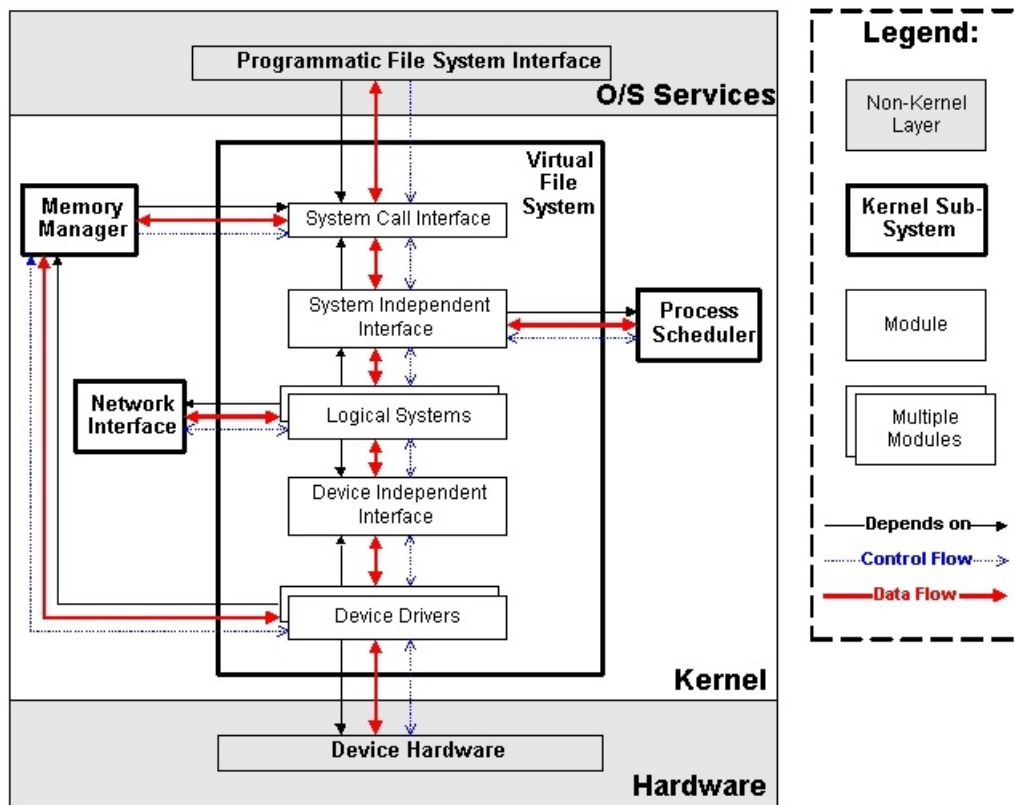 Programmatic File System Interface
O/S Services
Virtual
File
System
Memory
Manager
System Call Interface
System Independent
Interface
Process
Scheduler
Network
Interface
Logical Systems
Device Independent
Interface
Device Drivers
Kernel
Device Hardware
Hardware
Legend:
Non-Kernel
Layer
Kernel Sub-
System
Module
Multiple
Modules
Depends on
Control Flow
Data Flow